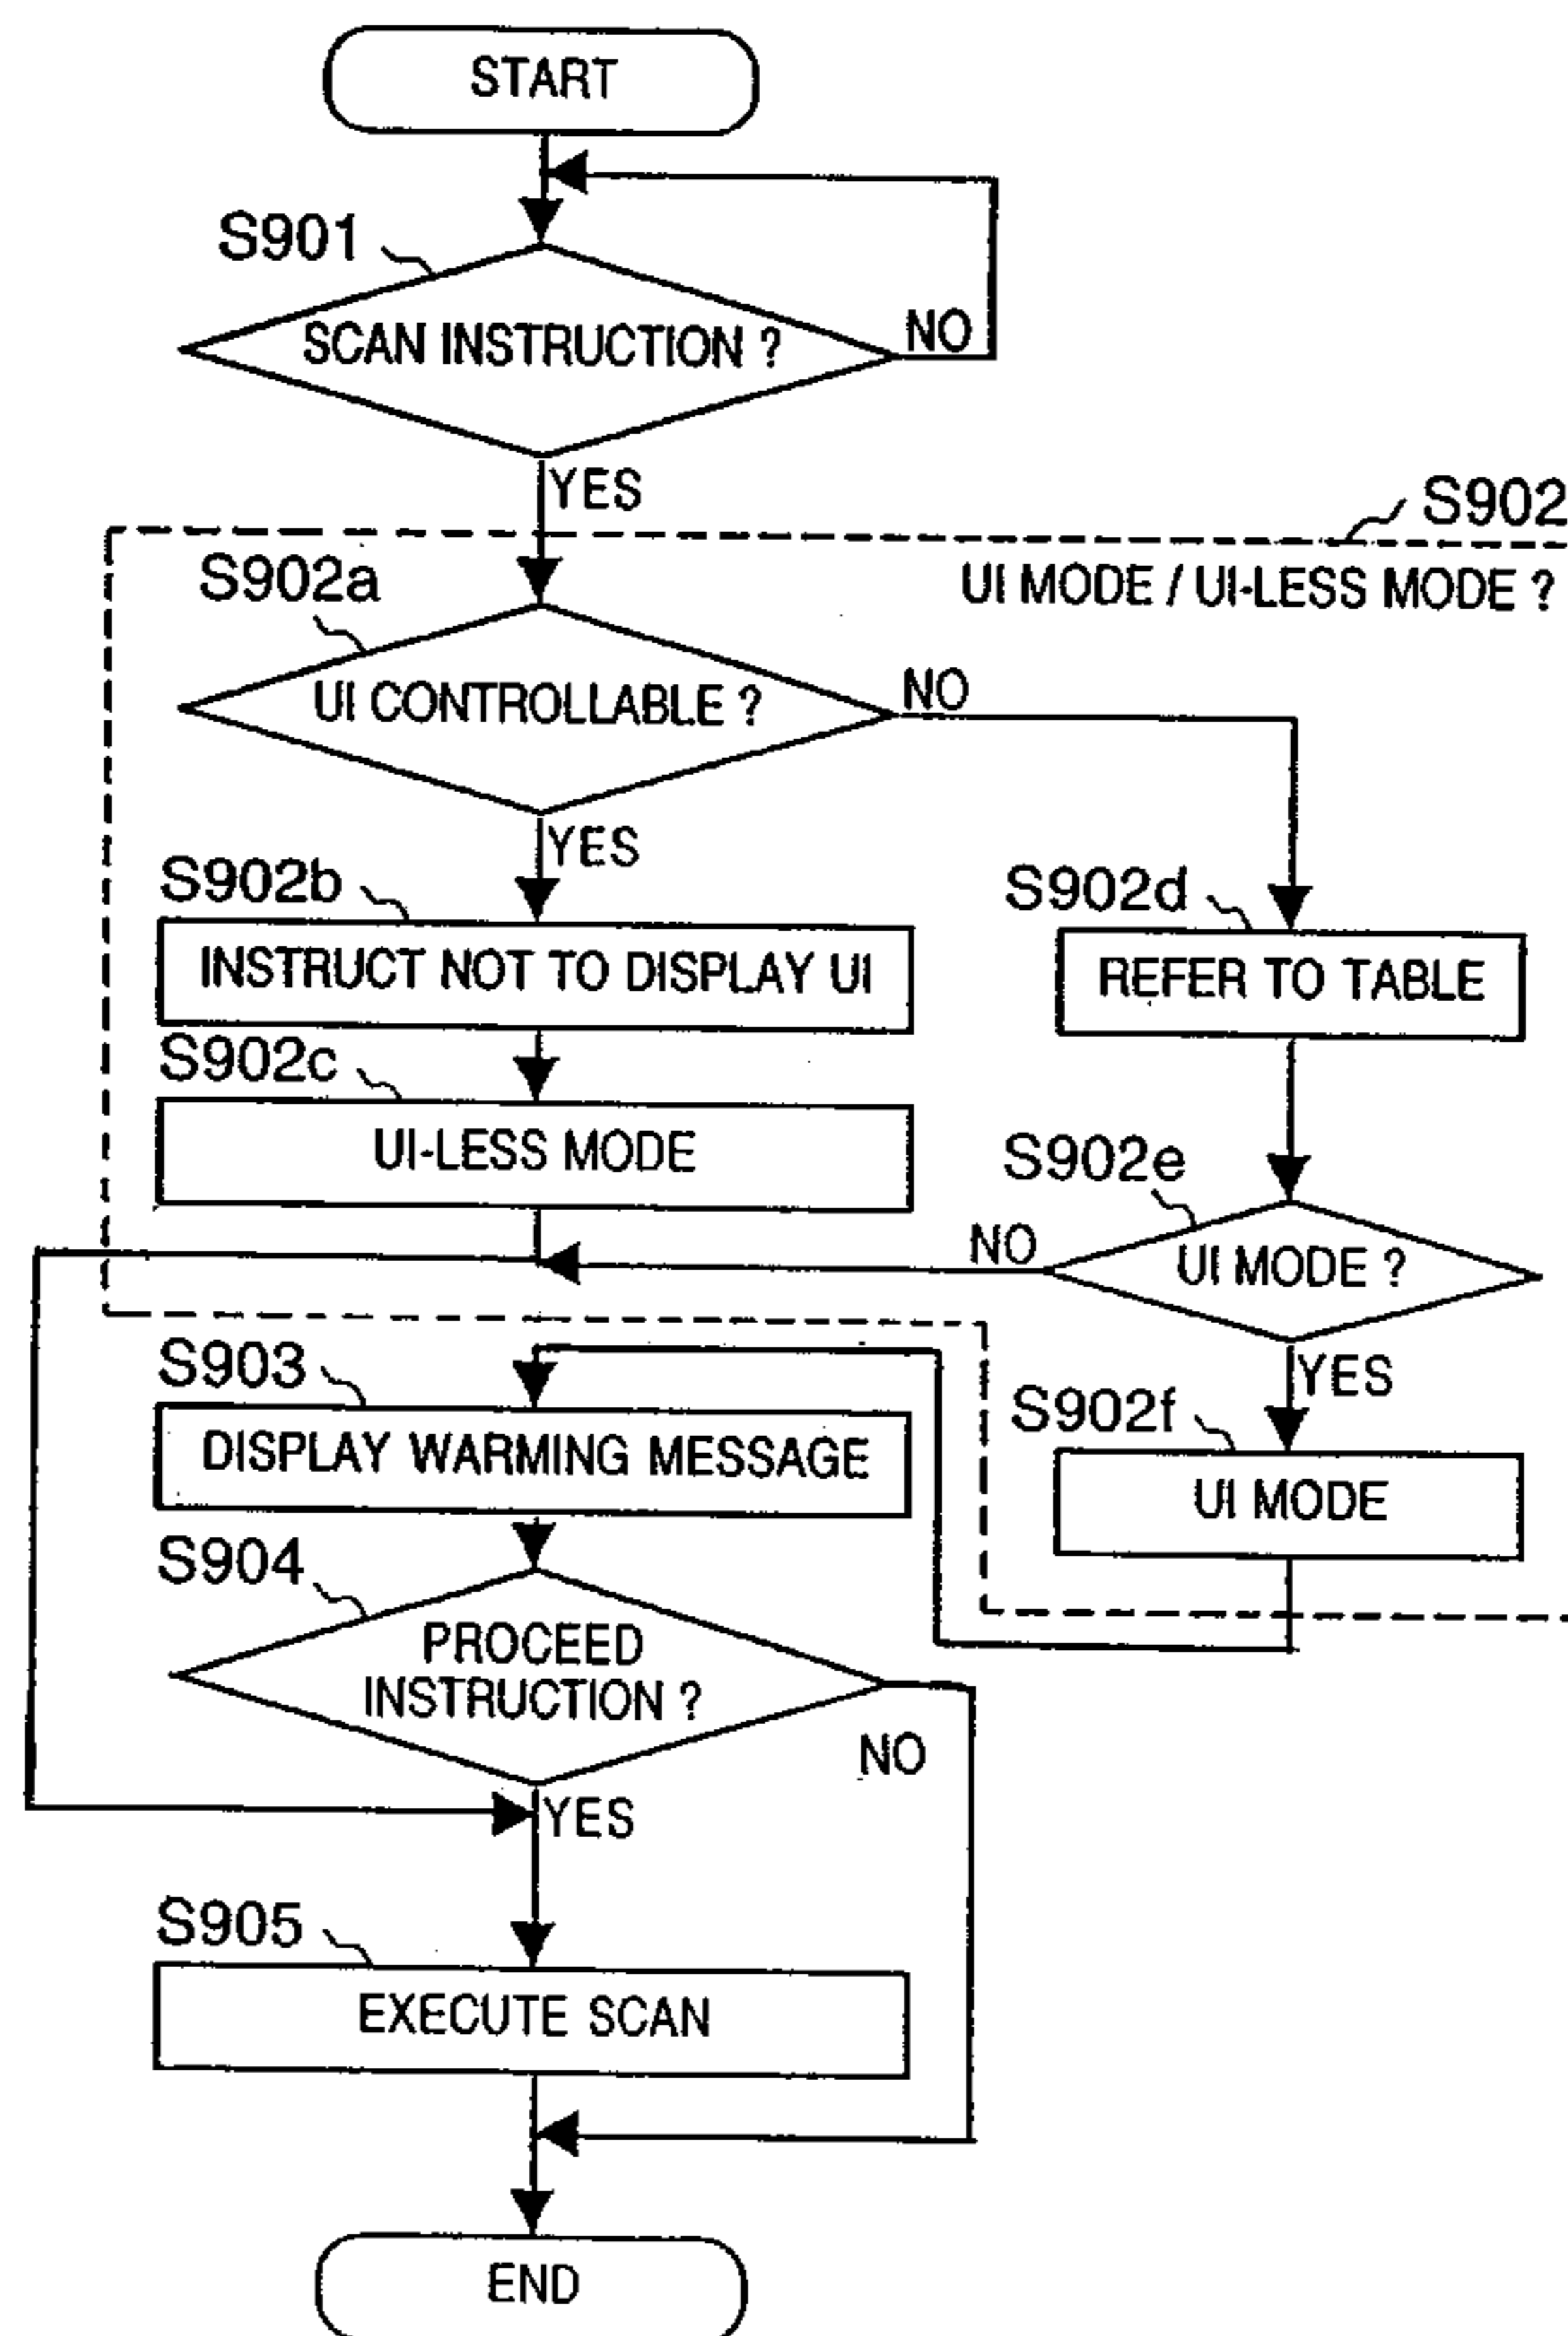 START
S901
SCAN INSTRUCTION ?
NO
YES
S902
UI MODE / UI-LESS MODE ?
S902a
UI CONTROLLABLE ?
NO
YES
S902b
INSTRUCT NOT TO DISPLAY UI
S902d
REFER TO TABLE
S902c
UI-LESS MODE
S902e
UI MODE ?
NO
YES
S903
DISPLAY WARMING MESSAGE
S902f
UI MODE
S904
PROCEED
INSTRUCTION ?
NO
YES
S905
EXECUTE SCAN
END